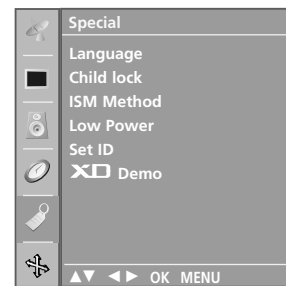 Special
Language
Child lock
ISM Method
Low Power
Set ID
XD Demo
▲▼ ◄► OK MENU